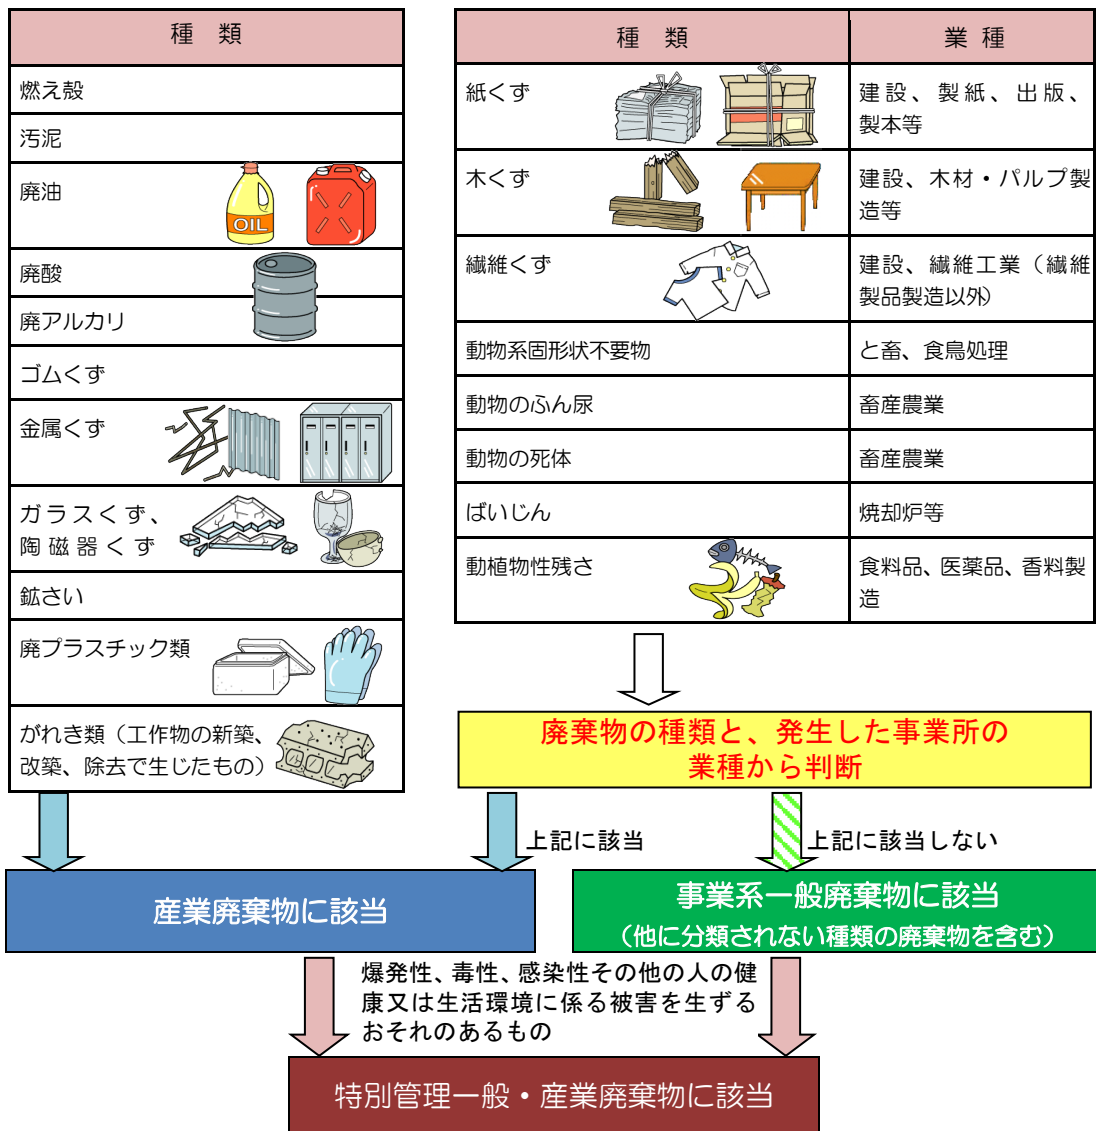 種 類
燃え殻
汚泥
廃油
OIL
廃酸
廃アルカリ
ゴムくず
金属くず
ガラスくず、
陶磁器くず
鉱さい
廃プラスチック類
がれき類（工作物の新築、
改築、除去で生じたもの）
種 類
業 種
紙くず
建設、製紙、出版、
製本等
木くず
建設、木材・パルプ製
造等
繊維くず
建設、繊維工業（繊維
製品製造以外）
動物系固形状不要物
と畜、食鳥処理
動物のふん尿
畜産農業
動物の死体
畜産農業
ばいじん
焼却炉等
動植物性残さ
食料品、医薬品、香料製
造
廃棄物の種類と、発生した事業所の
業種から判断
上記に該当
上記に該当しない
産業廃棄物に該当
事業系一般廃棄物に該当
（他に分類されない種類の廃棄物を含む）
爆発性、毒性、感染性その他の人の健
康又は生活環境に係る被害を生ずる
おそれのあるもの
特別管理一般・産業廃棄物に該当